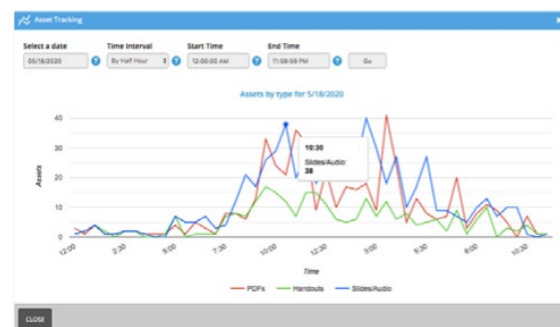 Asset Tracking
Select a date Time Interval Start Time End Time
05/18/2020 ? By Half Hour ? 12:00:00 AM ? 11:59:59 PM ? Go
Assets by type for 5/18/2020
40
30
20
10
0
Assets
10:30
Slides/Audio:
38
12:00 2:30 5:00 7:30 10:00 12:30 3:00 5:30 8:00 10:30
Time
PDFs Handouts Slides/Audio
CLOSE